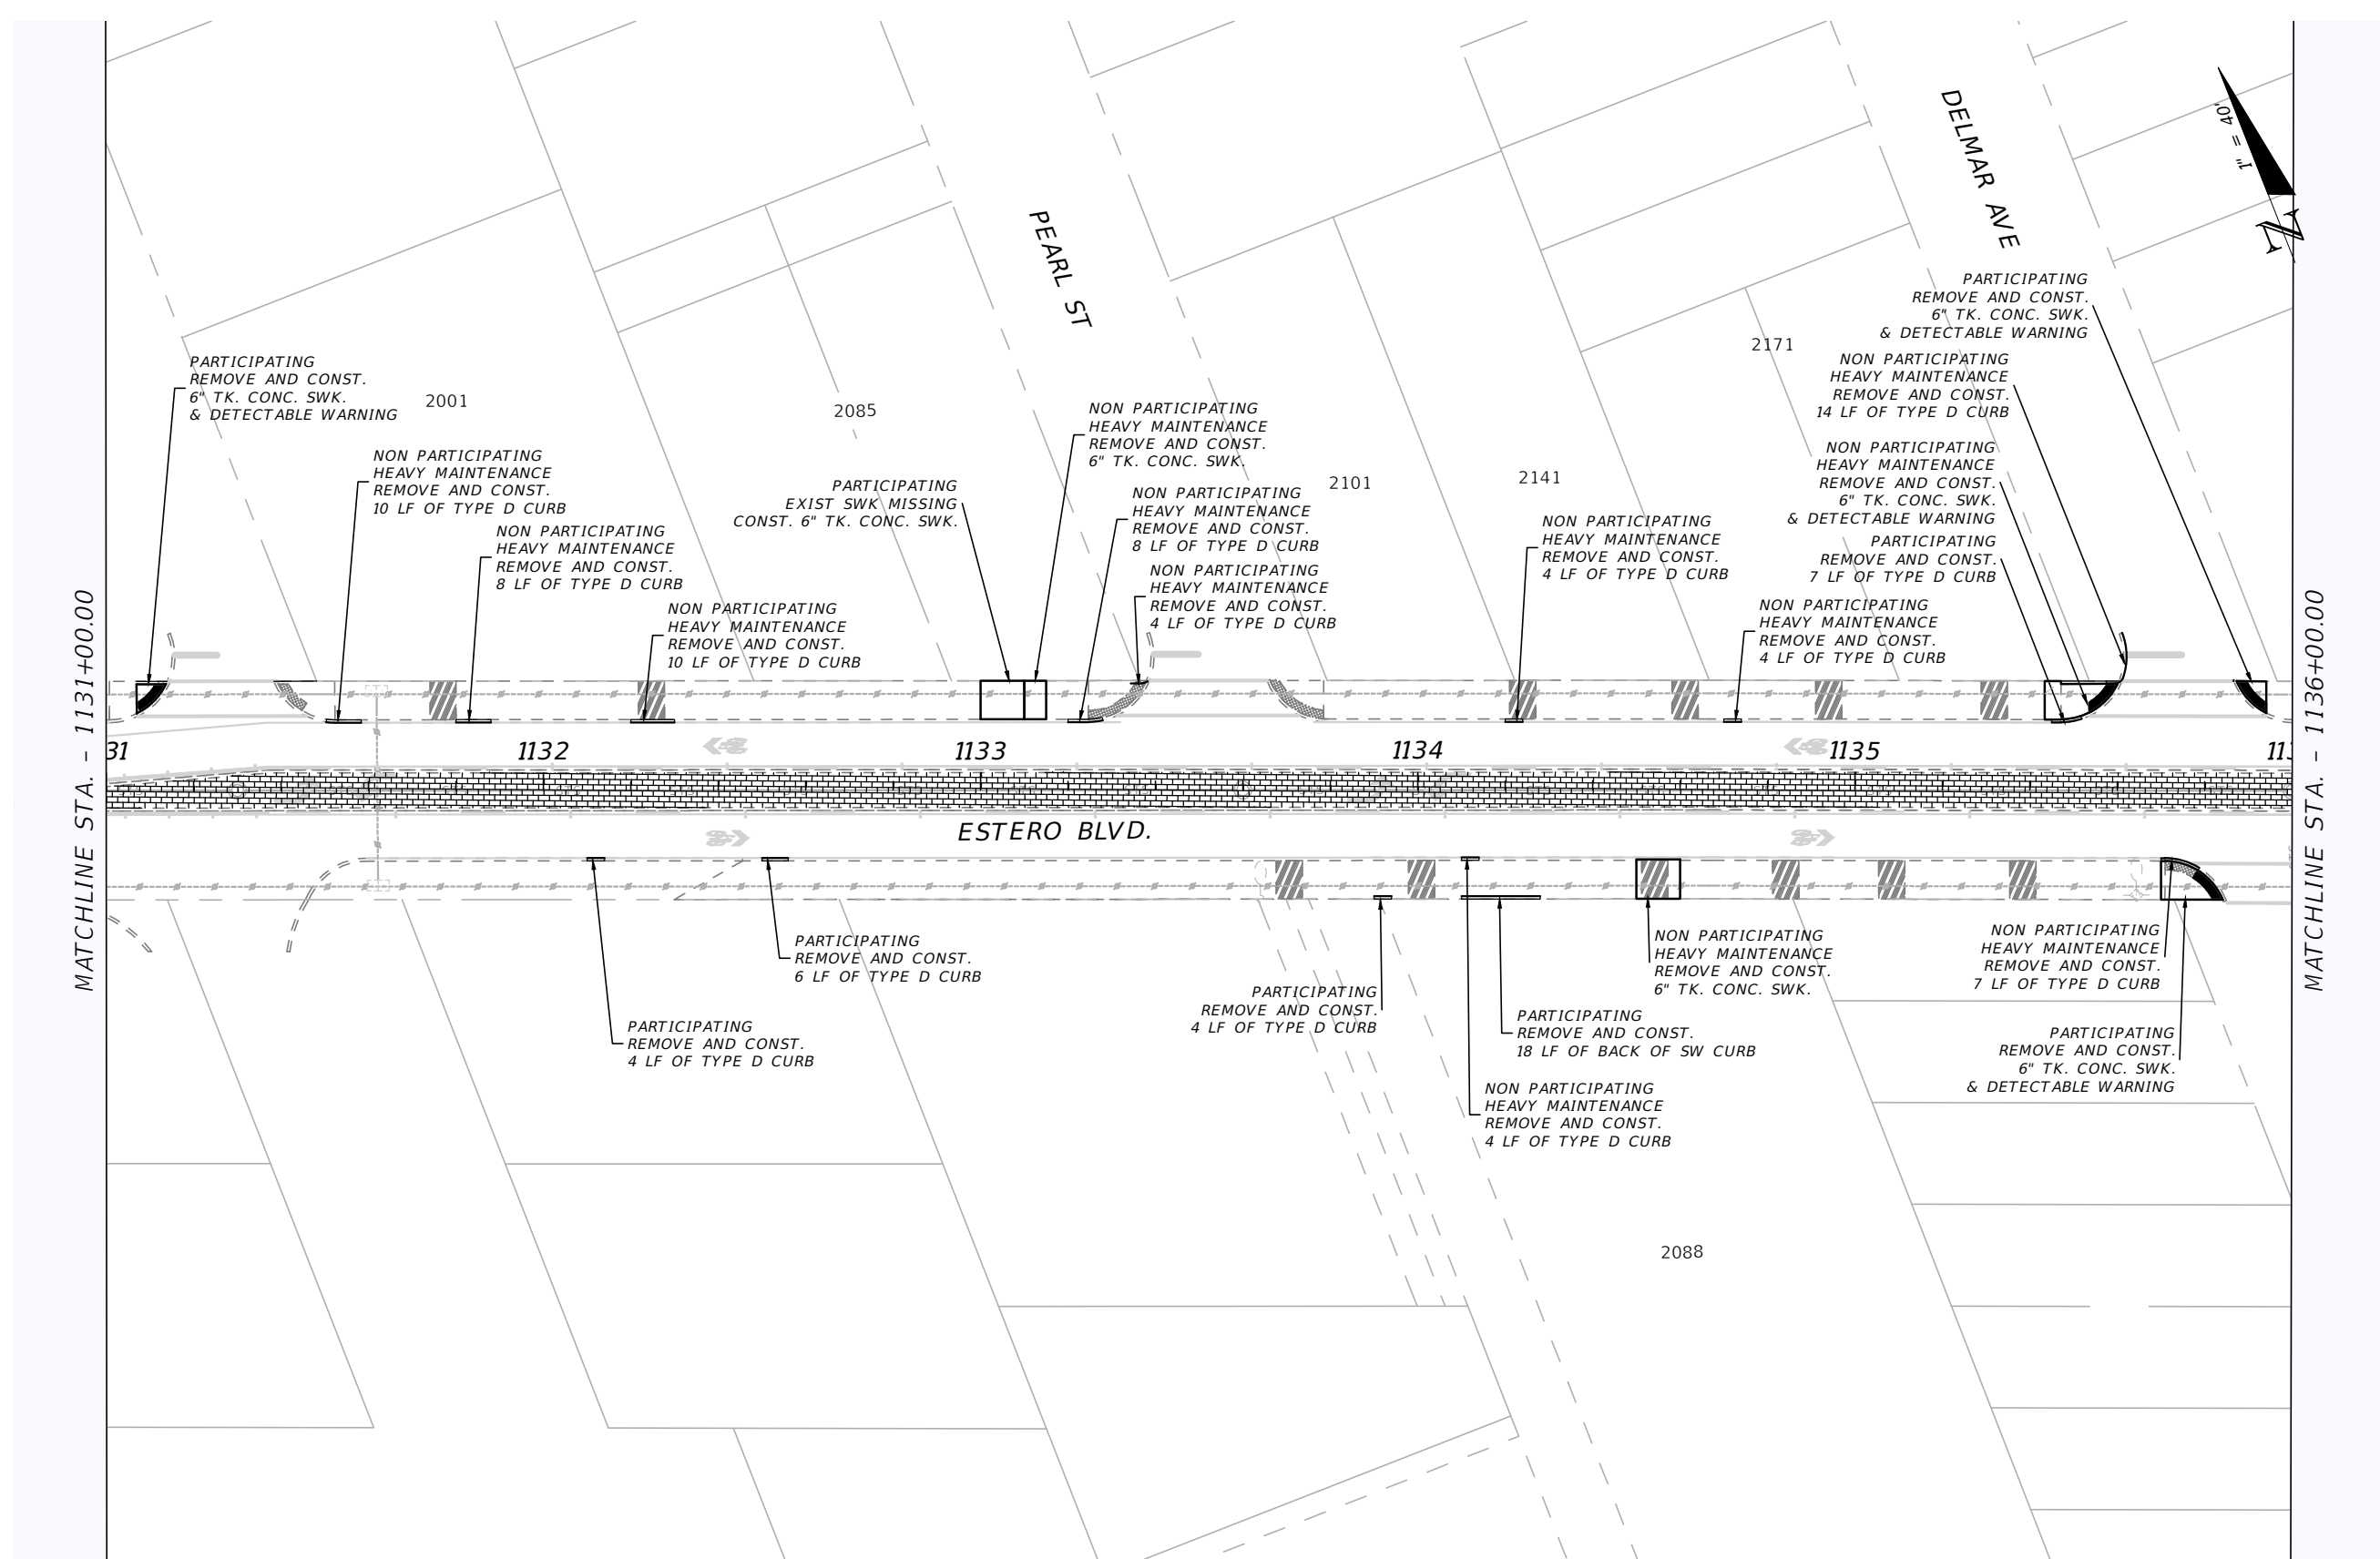 DELMAR AVE
1" = 40'
N
PEARL ST
PARTICIPATING
REMOVE AND CONST.
6" TK. CONC. SWK.
& DETECTABLE WARNING
2171
NON PARTICIPATING
HEAVY MAINTENANCE
REMOVE AND CONST.
14 LF OF TYPE D CURB
PARTICIPATING
REMOVE AND CONST.
6" TK. CONC. SWK.
& DETECTABLE WARNING
2001
2085
NON PARTICIPATING
HEAVY MAINTENANCE
REMOVE AND CONST.
6" TK. CONC. SWK.
NON PARTICIPATING
HEAVY MAINTENANCE
REMOVE AND CONST.
6" TK. CONC. SWK.
& DETECTABLE WARNING
NON PARTICIPATING
HEAVY MAINTENANCE
REMOVE AND CONST.
10 LF OF TYPE D CURB
PARTICIPATING
EXIST SWK MISSING
CONST. 6" TK. CONC. SWK.
NON PARTICIPATING
HEAVY MAINTENANCE
REMOVE AND CONST.
8 LF OF TYPE D CURB
2101
2141
NON PARTICIPATING
HEAVY MAINTENANCE
REMOVE AND CONST.
4 LF OF TYPE D CURB
NON PARTICIPATING
HEAVY MAINTENANCE
REMOVE AND CONST.
8 LF OF TYPE D CURB
PARTICIPATING
REMOVE AND CONST.
7 LF OF TYPE D CURB
NON PARTICIPATING
HEAVY MAINTENANCE
REMOVE AND CONST.
4 LF OF TYPE D CURB
NON PARTICIPATING
HEAVY MAINTENANCE
REMOVE AND CONST.
10 LF OF TYPE D CURB
NON PARTICIPATING
HEAVY MAINTENANCE
REMOVE AND CONST.
4 LF OF TYPE D CURB
MATCHLINE STA. - 1131+00.00
MATCHLINE STA. - 1136+00.00
31
1132
1133
1134
1135
113
ESTERO BLVD.
PARTICIPATING
REMOVE AND CONST.
6 LF OF TYPE D CURB
NON PARTICIPATING
HEAVY MAINTENANCE
REMOVE AND CONST.
6" TK. CONC. SWK.
NON PARTICIPATING
HEAVY MAINTENANCE
REMOVE AND CONST.
7 LF OF TYPE D CURB
PARTICIPATING
REMOVE AND CONST.
4 LF OF TYPE D CURB
PARTICIPATING
REMOVE AND CONST.
18 LF OF BACK OF SW CURB
PARTICIPATING
REMOVE AND CONST.
4 LF OF TYPE D CURB
PARTICIPATING
REMOVE AND CONST.
6" TK. CONC. SWK.
& DETECTABLE WARNING
NON PARTICIPATING
HEAVY MAINTENANCE
REMOVE AND CONST.
4 LF OF TYPE D CURB
2088